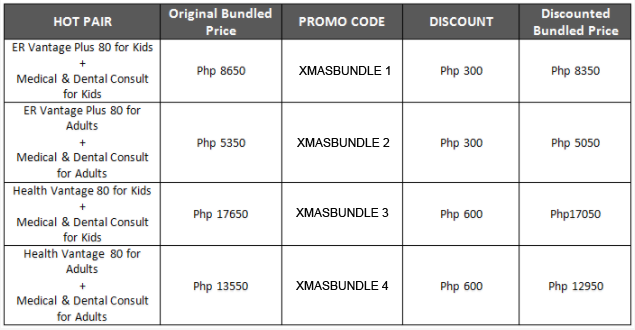 HOT PAIR
Original Bundled
Price
PROMO CODE
DISCOUNT
Discounted
Bundled Price
ER Vantage Plus 80 for Kids
+
Medical & Dental Consult
for Kids
Php 8650
XMASBUNDLE 1
Php 300
Php 8350
ER Vantage Plus 80 for
Adults
+
Medical & Dental Consult
for Adults
Php 5350
XMASBUNDLE 2
Php 300
Php 5050
Health Vantage 80 for Kids
+
Medical & Dental Consult
for Kids
Php 17650
XMASBUNDLE 3
Php 600
Php17050
Health Vantage 80 for
Adults
+
Medical & Dental Consult
for Adults
Php 13550
XMASBUNDLE 4
Php 600
Php 12950